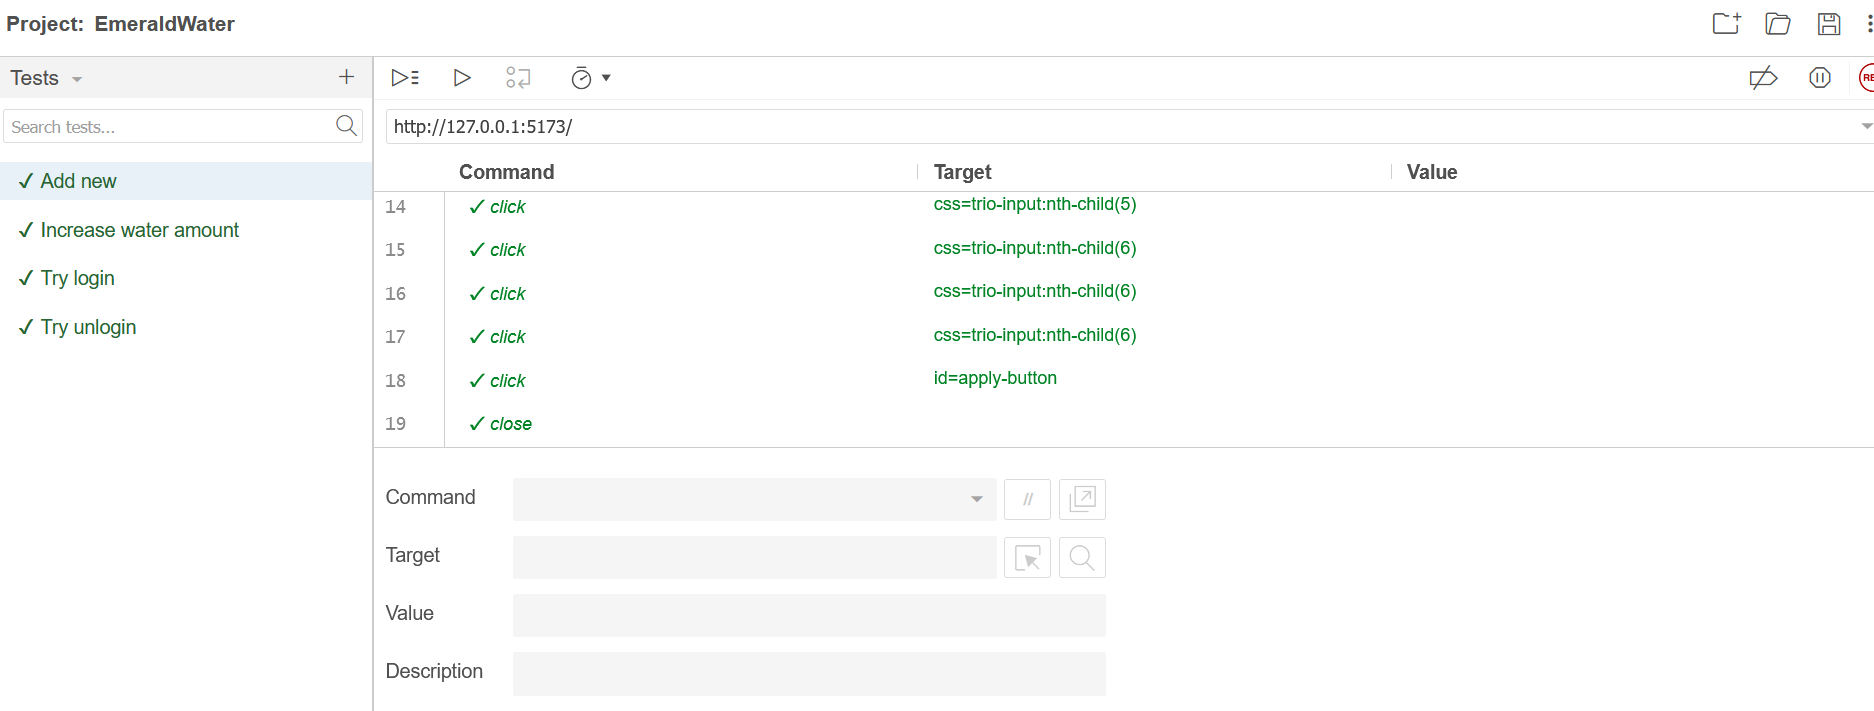 Project: EmeraldWater
Tests
Search tests...
✓ Add new
✓ Increase water amount
✓ Try login
✓ Try unlogin
http://127.0.0.1:5173/
Command Target Value
14 ✓ click css=trio-input:nth-child(5)
15 ✓ click css=trio-input:nth-child(6)
16 ✓ click css=trio-input:nth-child(6)
17 ✓ click css=trio-input:nth-child(6)
18 ✓ click id=apply-button
19 ✓ close
Command //
Target
Value
Description